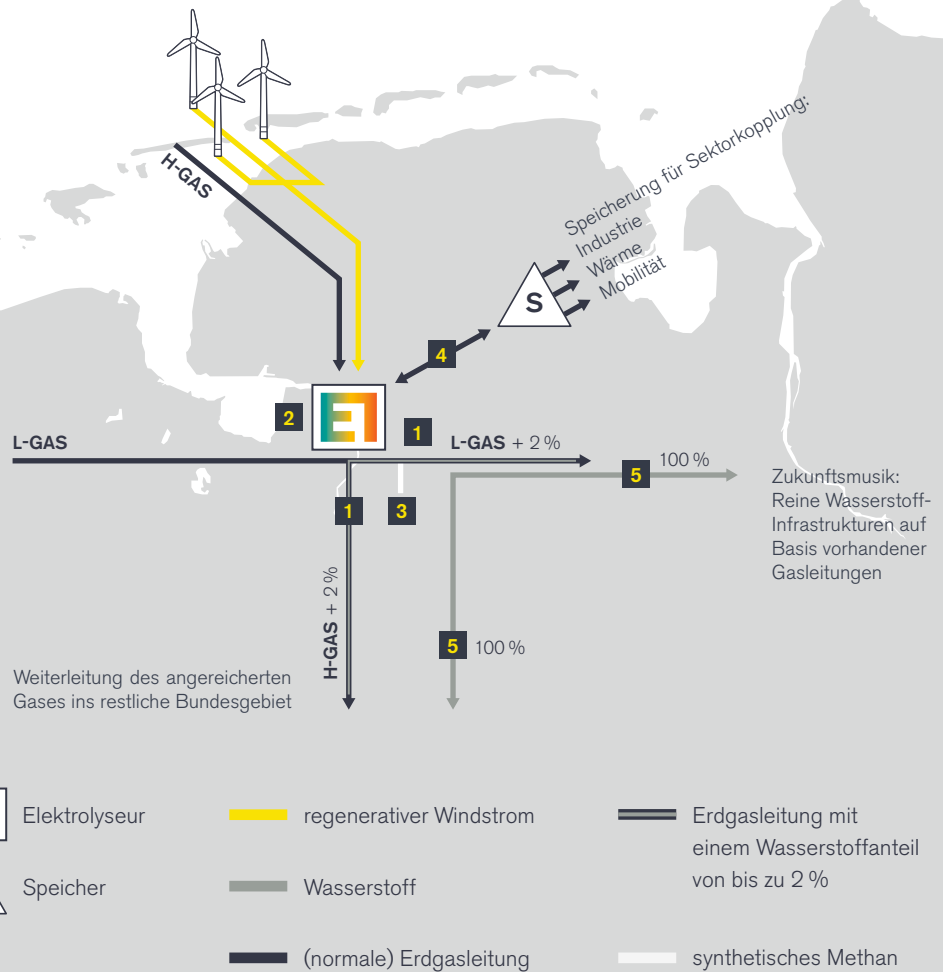 Speicherung für Sektorkopplung:
Industrie
Wärme
Mobilität
H-GAS
S
4
2
1
L-GAS
L-GAS + 2 %
5
100 %
1
3
Zukunftsmusik:
Reine Wasserstoff-
Infrastrukturen auf
Basis vorhandener
Gasleitungen
H-GAS + 2 %
5
100 %
Weiterleitung des angereicherten
Gases ins restliche Bundesgebiet
Elektrolyseur
regenerativer Windstrom
Erdgasleitung mit
einem Wasserstoffanteil
von bis zu 2 %
Speicher
Wasserstoff
(normale) Erdgasleitung
synthetisches Methan